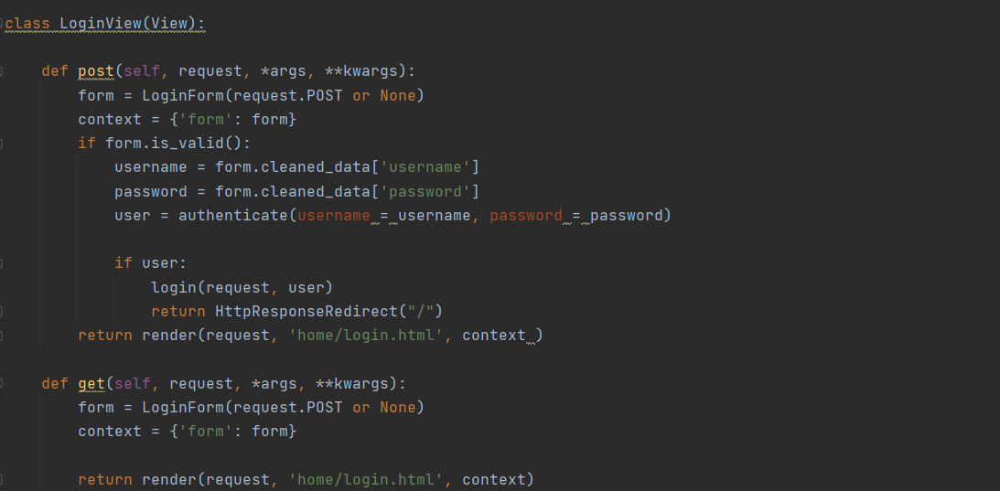 class LoginView(View):
def post(self, request, *args, **kwargs):
form = LoginForm(request.POST or None)
context = {'form': form}
if form.is_valid():
username = form.cleaned_data['username']
password = form.cleaned_data['password']
user = authenticate(username = username, password = password)
if user:
login(request, user)
return HttpResponseRedirect("/")
return render(request, 'home/login.html', context )
def get(self, request, *args, **kwargs):
form = LoginForm(request.POST or None)
context = {'form': form}
return render(request, 'home/login.html', context)